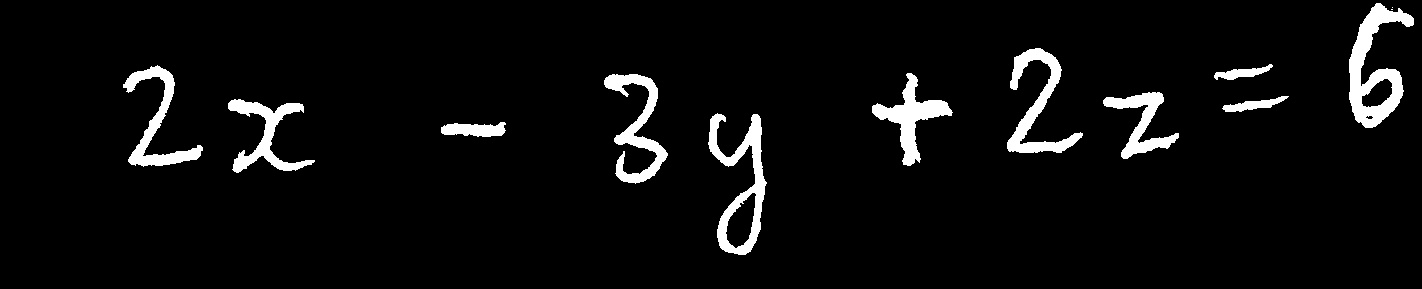 2x - 3y + 2z = 6